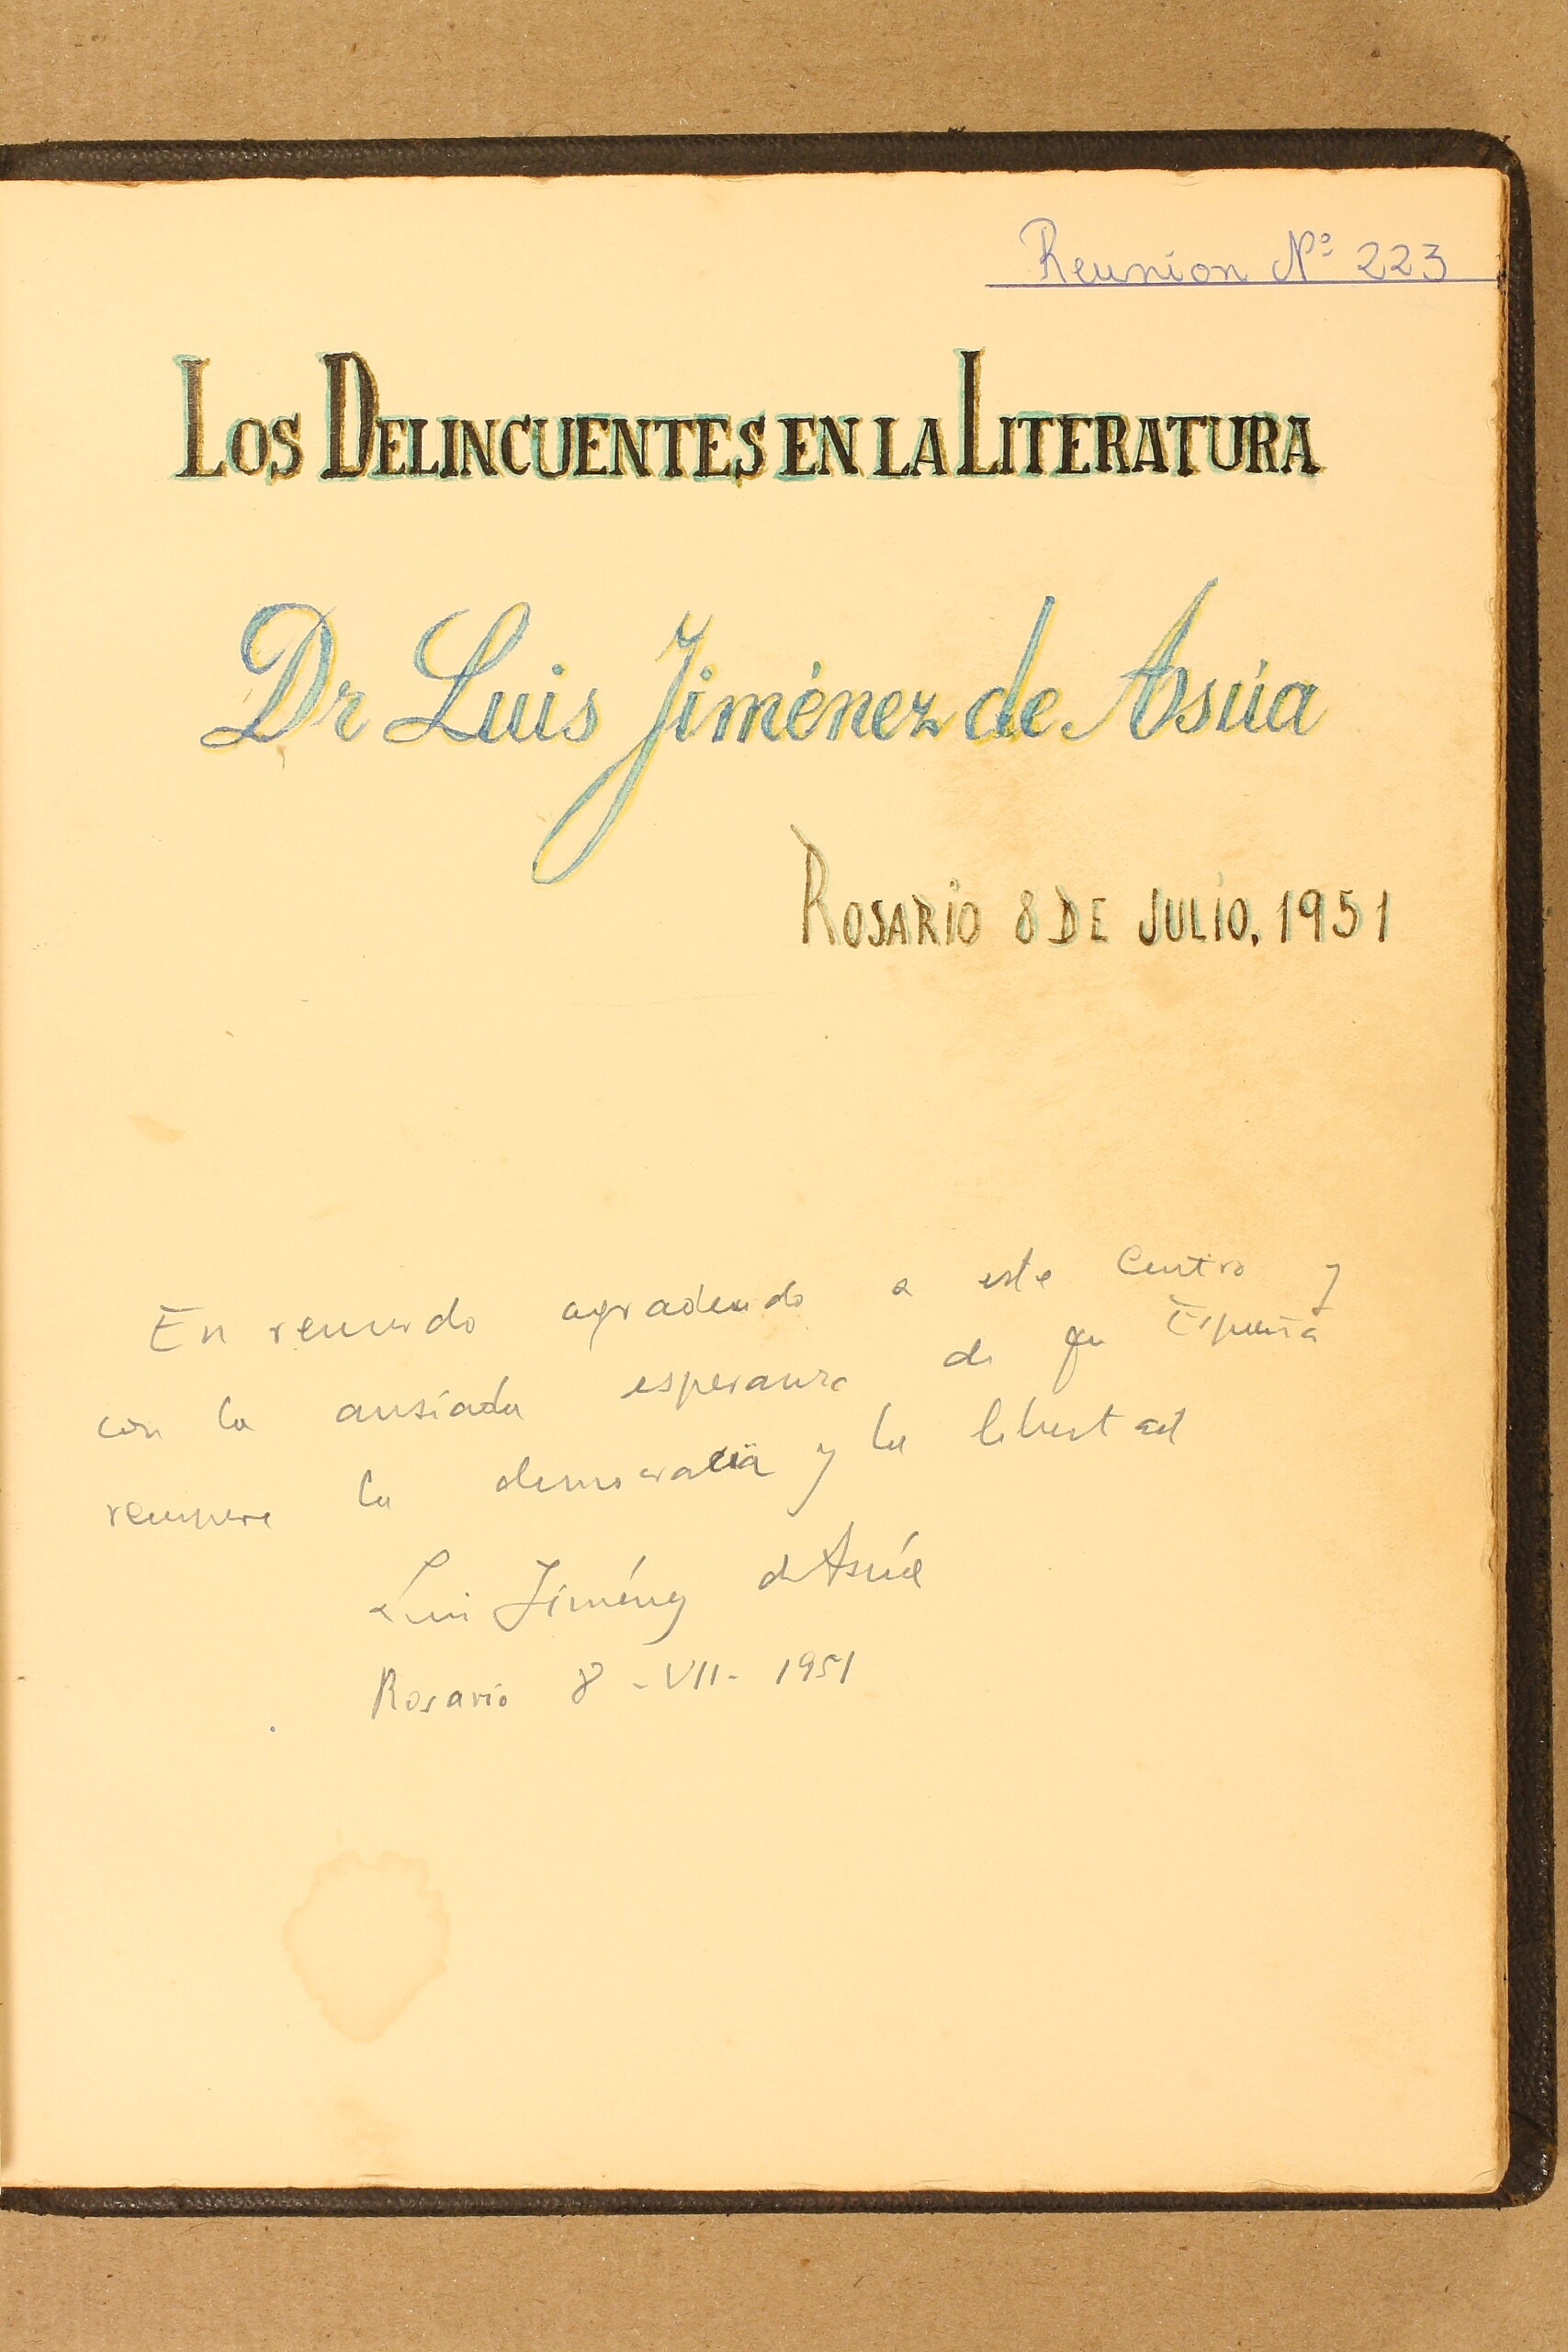 Reunion Nº 223
LOS DELINCUENTES EN LA LITERATURA
Dr Luis Jiménez de Asúa
ROSARIO 8 DE JULIO, 1951
En recuerdo agradecido a este Centro y
con la ansiada esperanza de que España
recupere la democracia y la libertad
Luis Jiménez de Asúa
Rosario 8 - VII - 1951